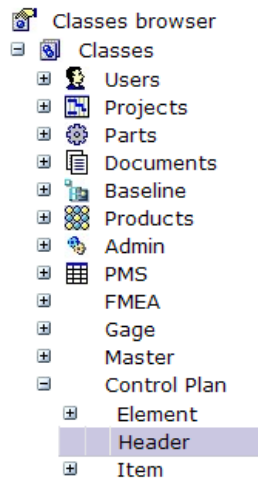 Classes browser
Classes
Users
Projects
Parts
Documents
Baseline
Products
Admin
PMS
FMEA
Gage
Master
Control Plan
Element
Header
Item